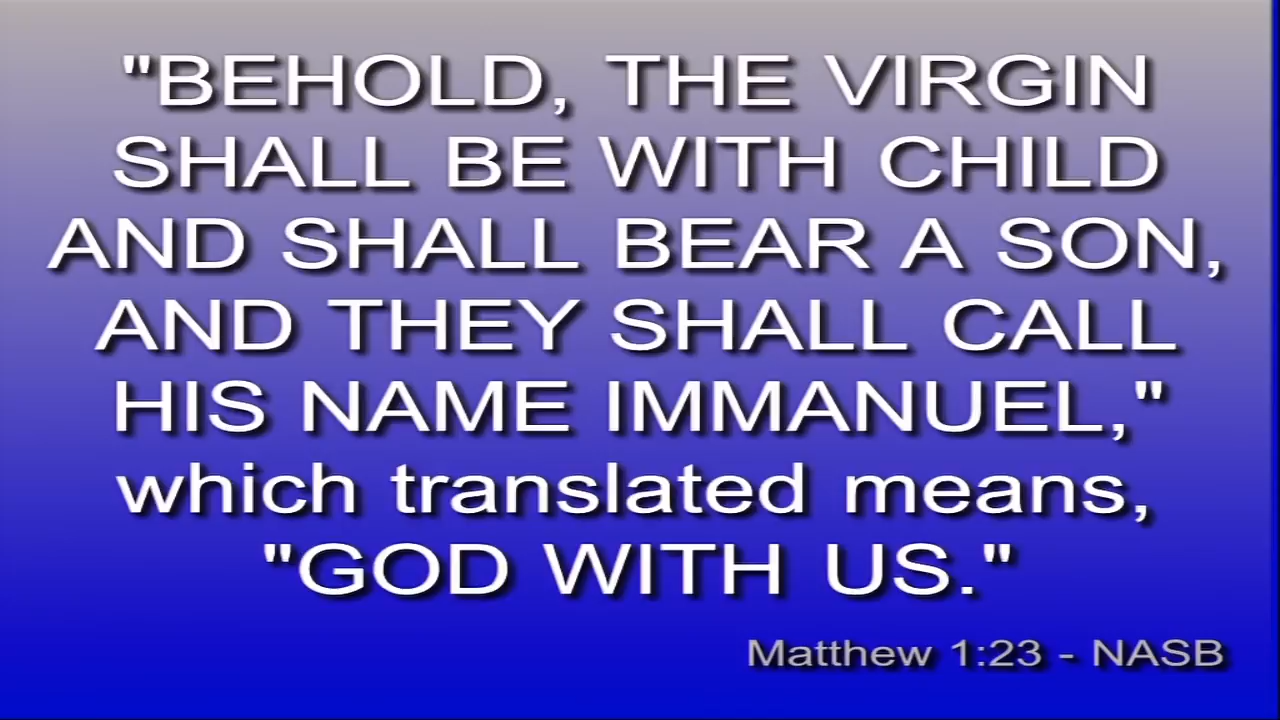 "BEHOLD, THE VIRGIN
SHALL BE WITH CHILD
AND SHALL BEAR A SON,
AND THEY SHALL CALL
HIS NAME IMMANUEL,"
which translated means,
"GOD WITH US."
Matthew 1:23 - NASB